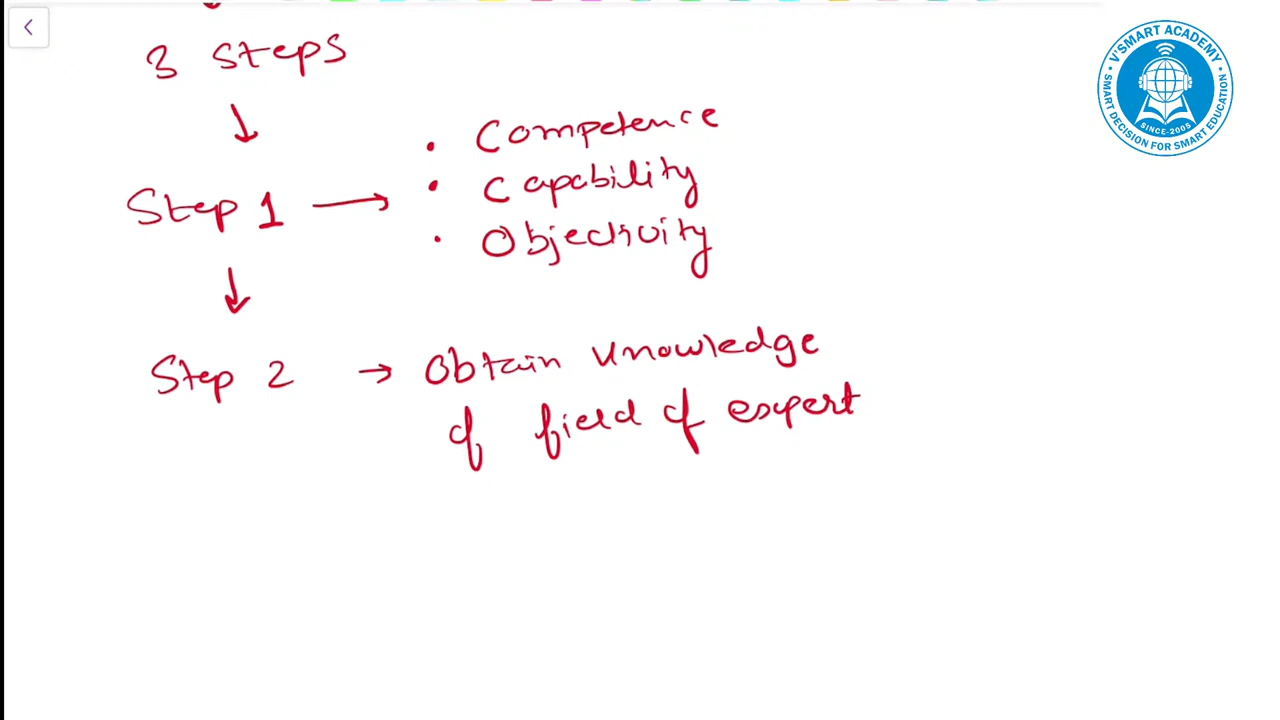 3 steps
Step 1 → • Competence
• Capability
• Objectivity
Step 2 → Obtain knowledge
of field of expert
V'SMART ACADEMY
SINCE-2005
SMART DECISION FOR SMART EDUCATION